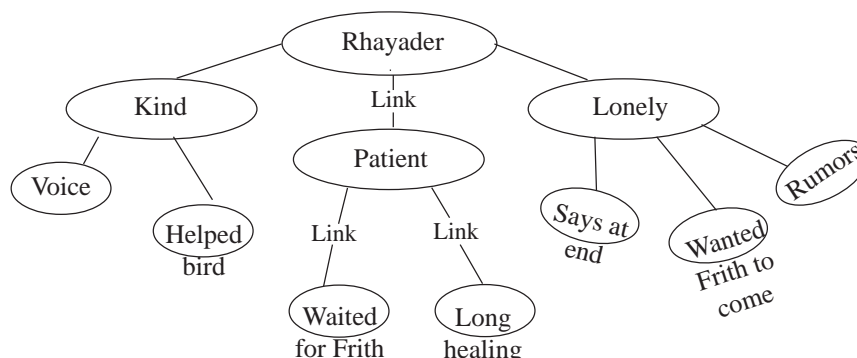 Rhayader
Link
Kind
Lonely
Patient
Voice
Helped
bird
Link
Link
Waited
for Frith
Long
healing
Says at
end
Wanted
Frith to
come
Rumors